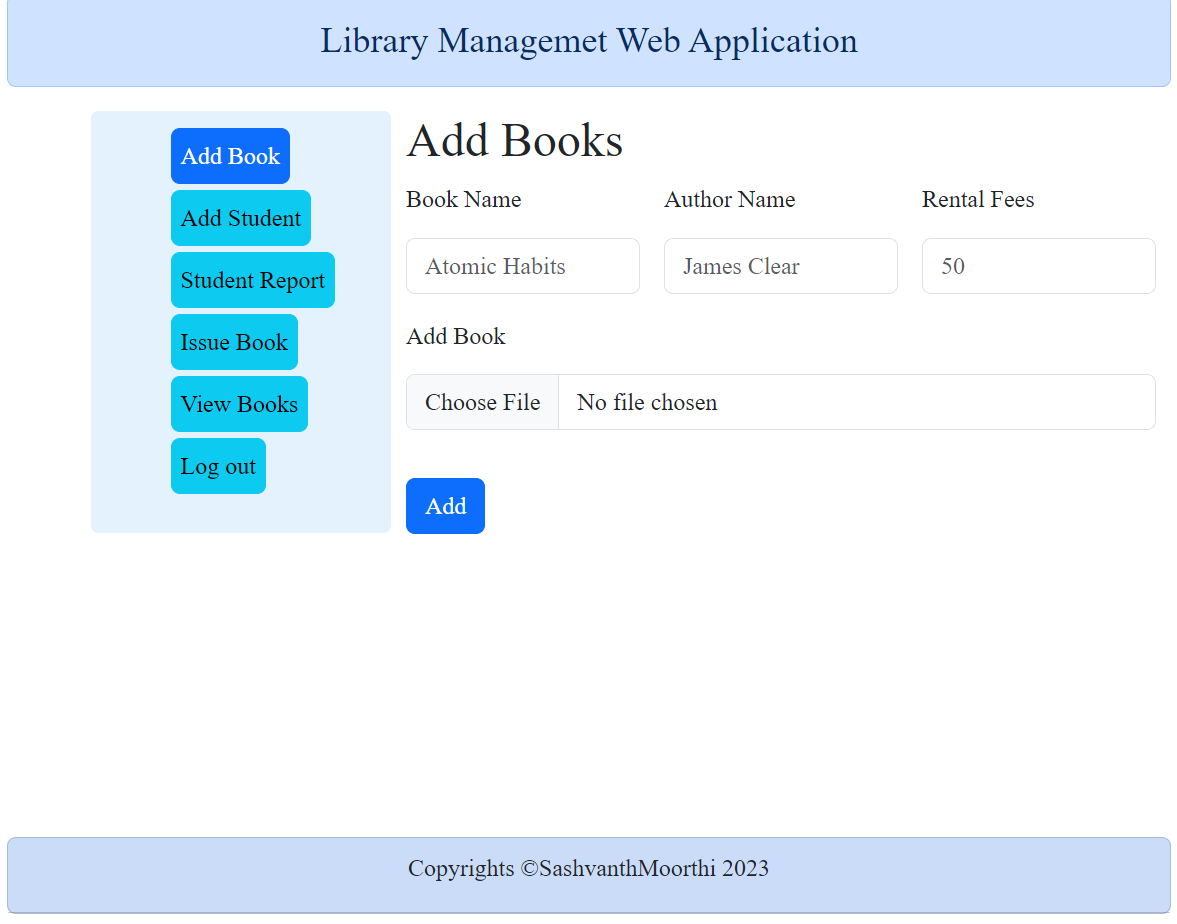 Library Managemet Web Application
Add Book
Add Student
Student Report
Issue Book
View Books
Log out
Add Books
Book Name Author Name Rental Fees
Atomic Habits James Clear 50
Add Book
Choose File No file chosen
Add
Copyrights ©SashvanthMoorthi 2023